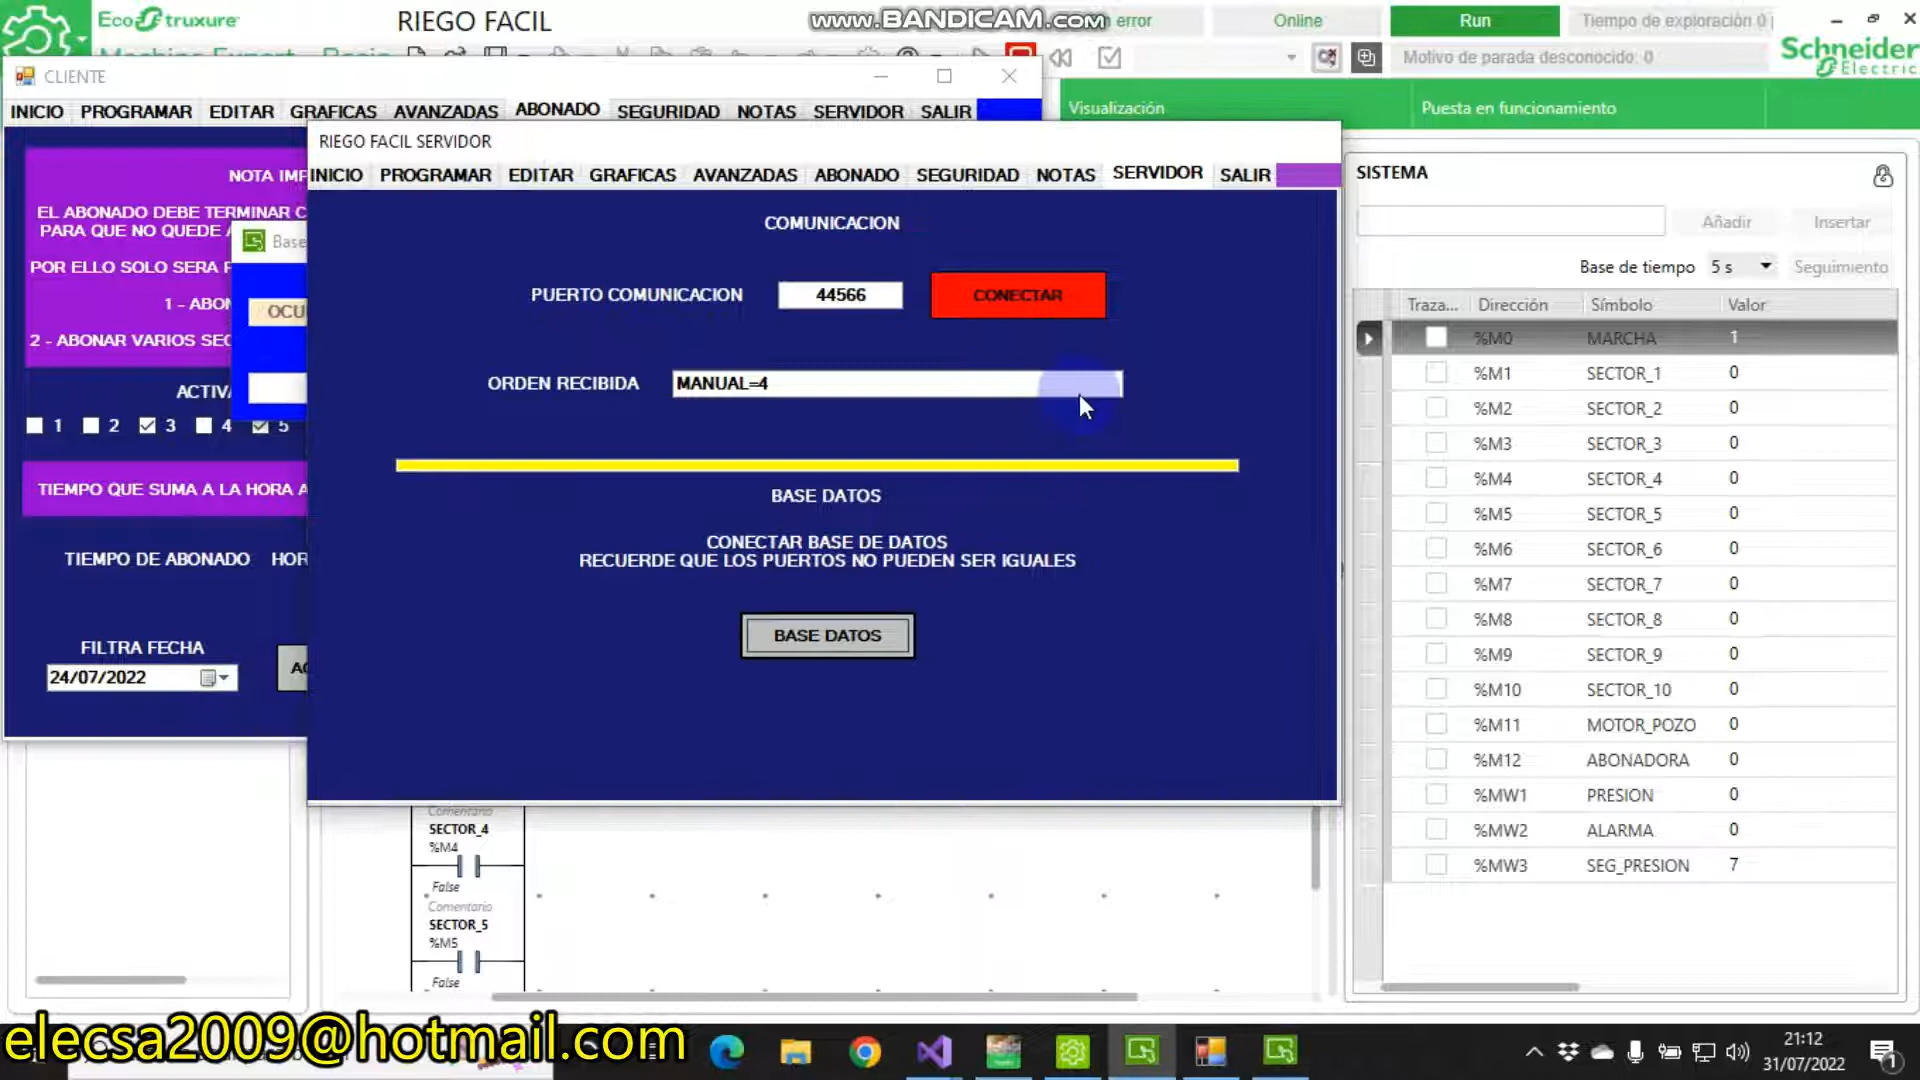 EcoStruxure
RIEGO FACIL
www.BANDICAM.com
error
Online
Run
Tiempo de exploración 0
Motivo de parada desconocido: 0
Schneider
Electric
CLIENTE
INICIO PROGRAMAR EDITAR GRAFICAS AVANZADAS ABONADO SEGURIDAD NOTAS SERVIDOR SALIR
Visualización
Puesta en funcionamiento
RIEGO FACIL SERVIDOR
INICIO PROGRAMAR EDITAR GRAFICAS AVANZADAS ABONADO SEGURIDAD NOTAS SERVIDOR SALIR
NOTA
EL ABONADO DEBE TERMINAR
PARA QUE NO QUEDE
POR ELLO SOLO SERA
1 -
2 - ABONAR VARIOS
Base
1 2 3 4 5
TIEMPO QUE SUMA A LA HORA
TIEMPO DE ABONADO
FILTRA FECHA
24/07/2022
COMUNICACION
PUERTO COMUNICACION 44566 CONECTAR
ORDEN RECIBIDA MANUAL=4
BASE DATOS
CONECTAR BASE DE DATOS
RECUERDE QUE LOS PUERTOS NO PUEDEN SER IGUALES
BASE DATOS
SISTEMA
Añadir Insertar
Base de tiempo 5 s Seguimiento
Traza... Dirección Símbolo Valor
%M0 MARCHA 1
%M1 SECTOR_1 0
%M2 SECTOR_2 0
%M3 SECTOR_3 0
%M4 SECTOR_4 0
%M5 SECTOR_5 0
%M6 SECTOR_6 0
%M7 SECTOR_7 0
%M8 SECTOR_8 0
%M9 SECTOR_9 0
%M10 SECTOR_10 0
%M11 MOTOR_POZO 0
%M12 ABONADORA 0
%MW1 PRESION 0
%MW2 ALARMA 0
%MW3 SEG_PRESION 7
Comentario
SECTOR_4
%M4
False
Comentario
SECTOR_5
%M5
False
elecsa2009@hotmail.com
21:12
31/07/2022
1